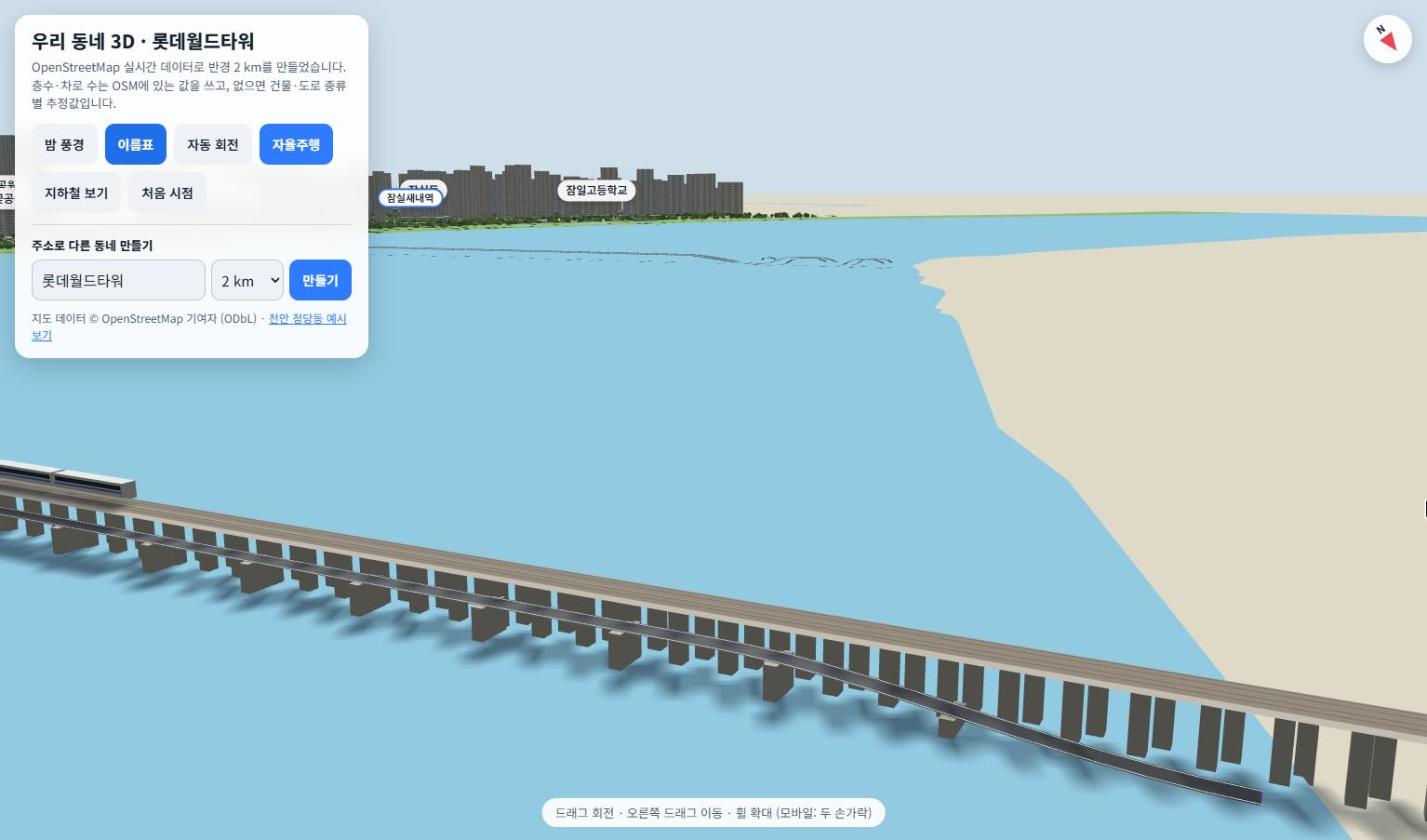 우리 동네 3D · 롯데월드타워
OpenStreetMap 실시간 데이터로 반경 2 km를 만들었습니다.
층수·차로 수는 OSM에 있는 값을 쓰고, 없으면 건물·도로 종류
별 추정값입니다.
밤 풍경 이름표 자동 회전 자율주행
지하철 보기 처음 시점
주소로 다른 동네 만들기
롯데월드타워 2 km 만들기
지도 데이터 © OpenStreetMap 기여자 (ODbL) · 천안 청당동 예시
보기
N
잠실새내역
잠일고등학교
드래그 회전 · 오른쪽 드래그 이동 · 휠 확대 (모바일: 두 손가락)